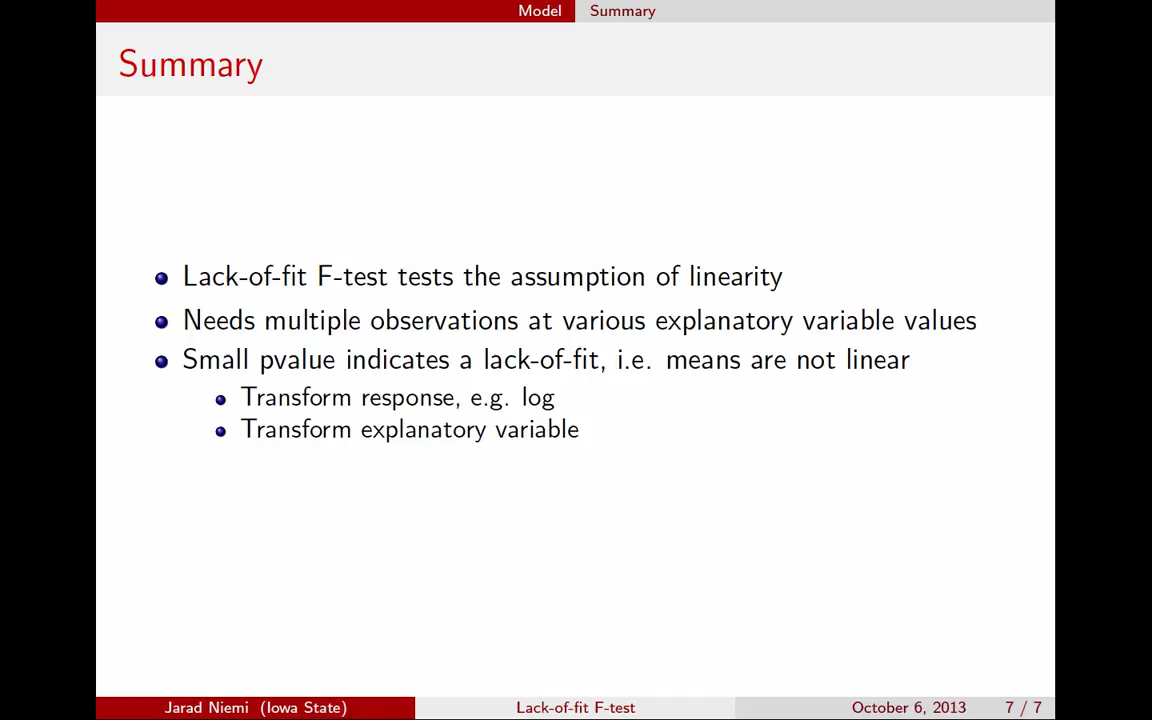 Model Summary
Summary
Lack-of-fit F-test tests the assumption of linearity
Needs multiple observations at various explanatory variable values
Small pvalue indicates a lack-of-fit, i.e. means are not linear
Transform response, e.g. log
Transform explanatory variable
Jarad Niemi (Iowa State) Lack-of-fit F-test October 6, 2013 7 / 7